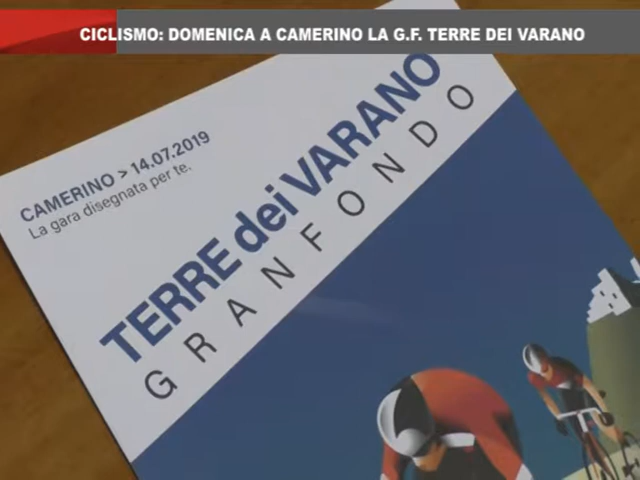 CICLISMO: DOMENICA A CAMERINO LA G.F. TERRE DEI VARANO
CAMERINO > 14.07.2019
La gara disegnata per te.
TERRE dei VARANO
GRANFONDO